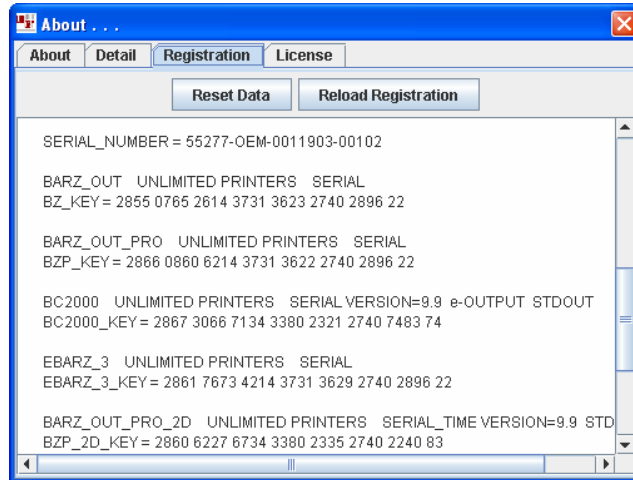 About . . .
About Detail Registration License
Reset Data Reload Registration
SERIAL_NUMBER = 55277-OEM-0011903-00102
BARZ_OUT UNLIMITED PRINTERS SERIAL
BZ_KEY = 2855 0765 2614 3731 3623 2740 2896 22
BARZ_OUT_PRO UNLIMITED PRINTERS SERIAL
BZP_KEY = 2866 0860 6214 3731 3622 2740 2896 22
BC2000 UNLIMITED PRINTERS SERIAL VERSION=9.9 e-OUTPUT STDOUT
BC2000_KEY = 2867 3066 7134 3380 2321 2740 7483 74
EBARZ_3 UNLIMITED PRINTERS SERIAL
EBARZ_3_KEY = 2861 7673 4214 3731 3629 2740 2896 22
BARZ_OUT_PRO_2D UNLIMITED PRINTERS SERIAL_TIME VERSION=9.9 STD
BZP_2D_KEY = 2860 6227 6734 3380 2335 2740 2240 83